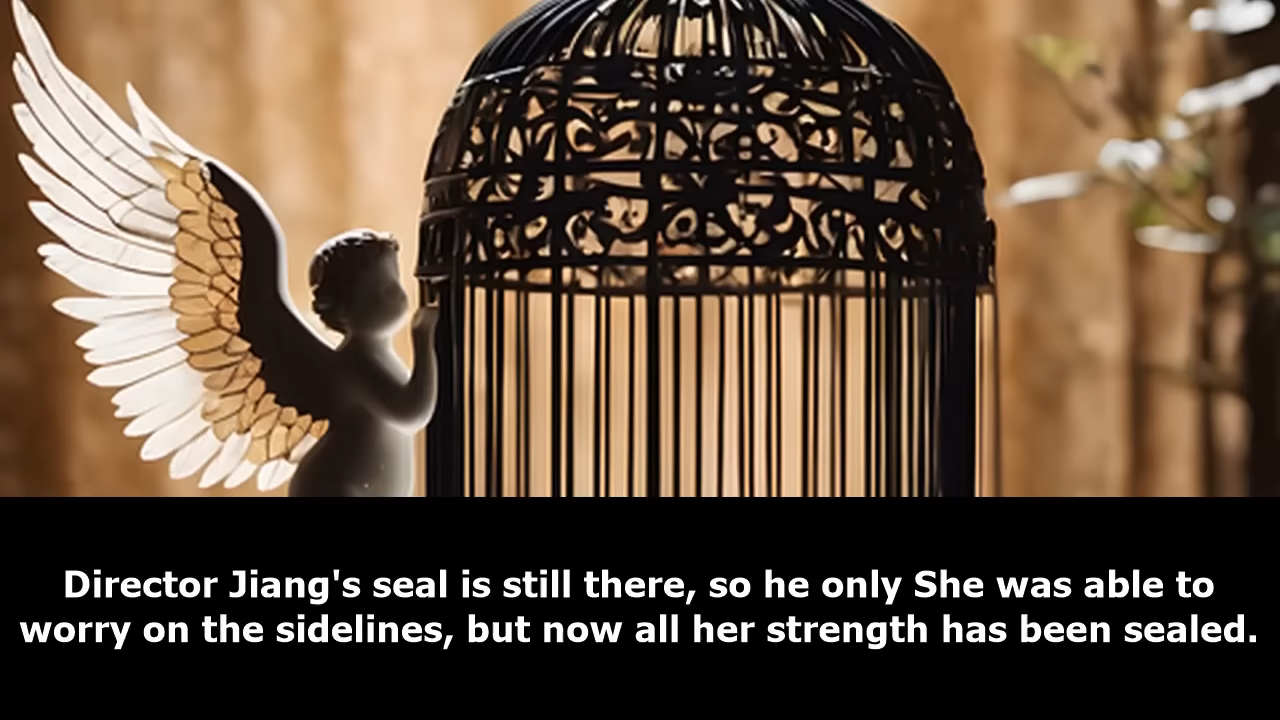 Director Jiang's seal is still there, so he only She was able to
worry on the sidelines, but now all her strength has been sealed.